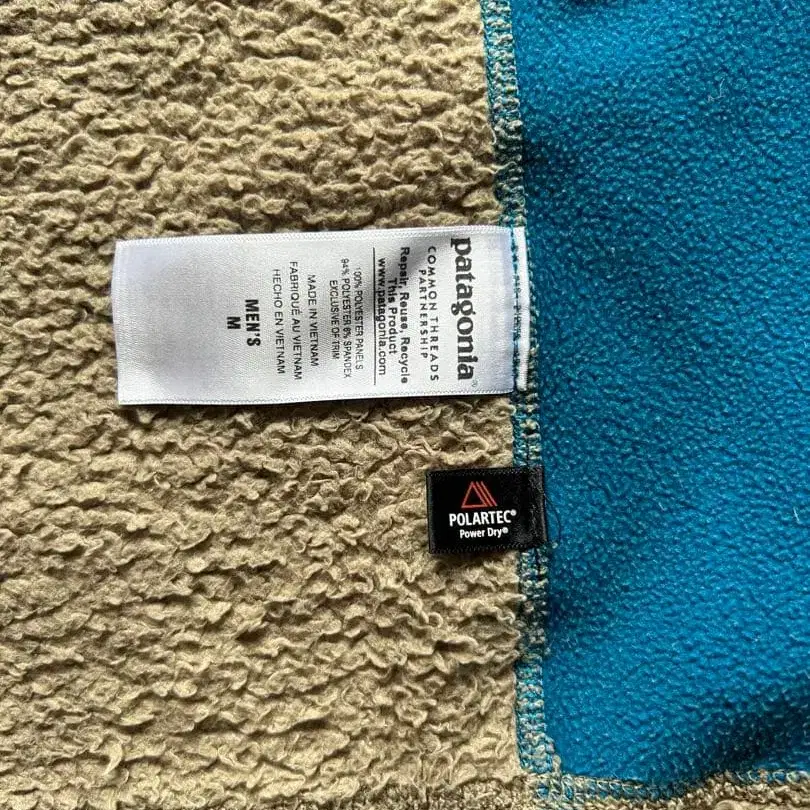 patagonia®
COMMON THREADS
PARTNERSHIP
Repair, Reuse, Recycle
This Product
www.patagonia.com
100% POLYESTER PANELS
94% POLYESTER 6% SPANDEX
EXCLUSIVE OF TRIM
MADE IN VIETNAM
FABRIQUÉ AU VIETNAM
HECHO EN VIETNAM
MEN'S
M
POLARTEC®
Power Dry®